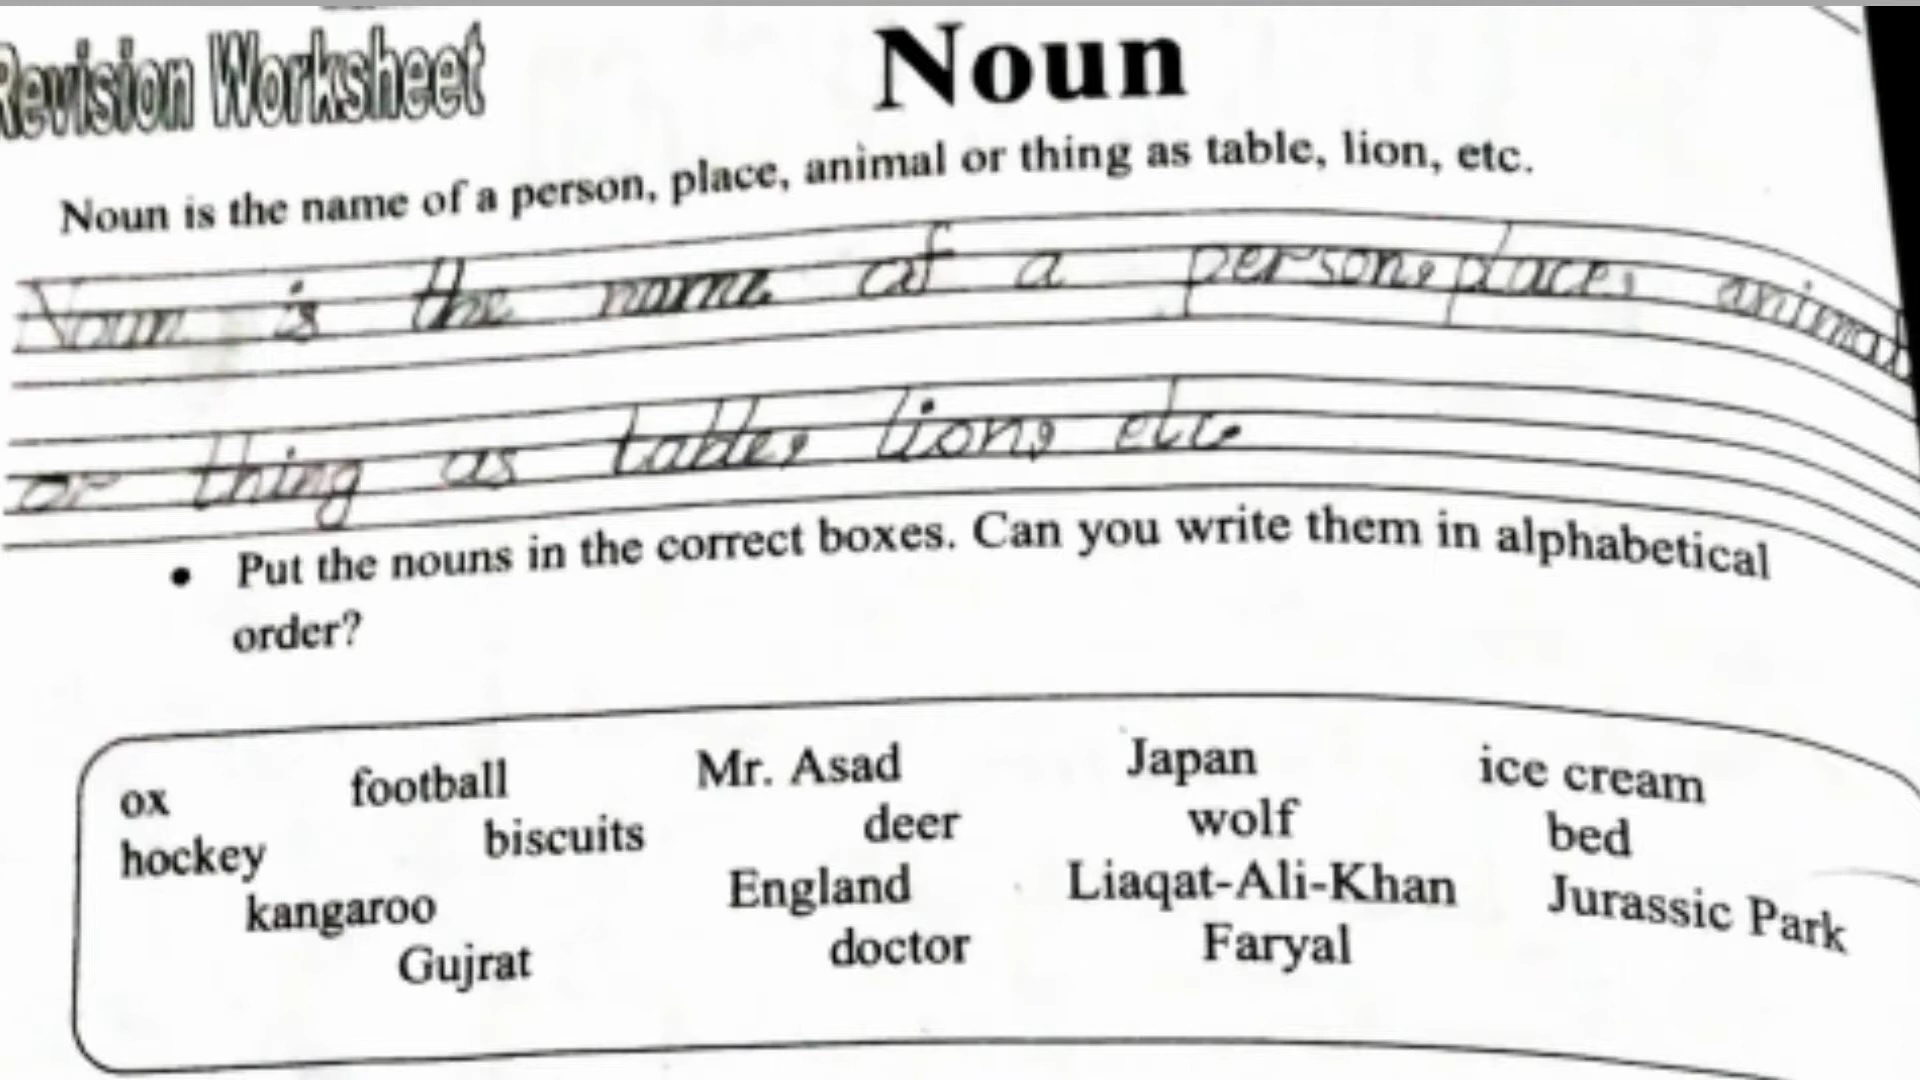 Revision Worksheet
Noun
Noun is the name of a person, place, animal or thing as table, lion, etc.
Noun is the name of a person, place, animal
or thing as table, lion, etc.
• Put the nouns in the correct boxes. Can you write them in alphabetical
order?
ox football Mr. Asad Japan ice cream
hockey biscuits deer wolf bed
kangaroo England Liaqat-Ali-Khan Jurassic Park
Gujrat doctor Faryal